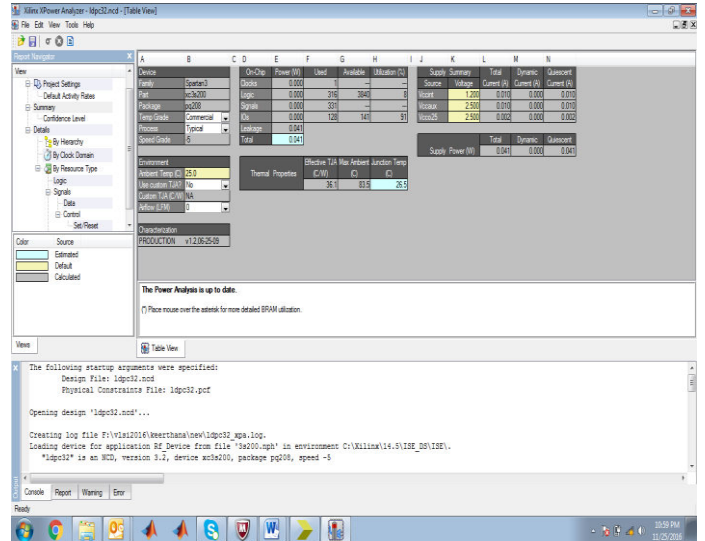 Xilinx XPower Analyzer - ldpc32.ncd - [Table View]
File Edit View Tools Help
Report Navigator
View
Project Settings
Default Activity Rates
Summary
Confidence Level
Details
By Hierarchy
By Clock Domain
By Resource Type
Logic
Signals
Data
Control
Set/Reset
Color Source
Estimated
Default
Calculated
Views
A B C D E F G H I J K L M N
Device
Family Spartan3
Part xc3s200
Package pq208
Temp Grade Commercial
Process Typical
Speed Grade -5
Environment
Ambient Temp (C) 25.0
Use custom TJA? No
Custom TJA (C/W) NA
Airflow (LFM) 0
Characterization
PRODUCTION v1.2,06-25-09
On-Chip Power (W) Used Available Utilization (%)
Clocks 0.000 1 --- ---
Logic 0.000 316 3840 8
Signals 0.000 331 --- ---
IOs 0.000 128 141 91
Leakage 0.041
Total 0.041
Effective TJA Max Ambient Junction Temp
Thermal Properties (C/W) (C) (C)
36.1 83.5 26.5
Supply Summary Total Dynamic Quiescent
Source Voltage Current (A) Current (A) Current (A)
Vccint 1.200 0.010 0.000 0.010
Vccaux 2.500 0.010 0.000 0.010
Vcco25 2.500 0.002 0.000 0.002
Total Dynamic Quiescent
Supply Power (W) 0.041 0.000 0.041
The Power Analysis is up to date.
(*) Place mouse over the asterisk for more detailed BRAM utilization.
Table View
The following startup arguments were specified:
Design File: ldpc32.ncd
Physical Constraints File: ldpc32.pcf
Opening design 'ldpc32.ncd'...
Creating log file F:\vlsi2016\keerthana\new\ldpc32_xpa.log.
Loading device for application Rf_Device from file '3s200.nph' in environment C:\Xilinx\14.5\ISE_DS\ISE\.
"ldpc32" is an NCD, version 3.2, device xc3s200, package pq208, speed -5
Output
Console Report Warning Error
Ready
10:59 PM
11/25/2016